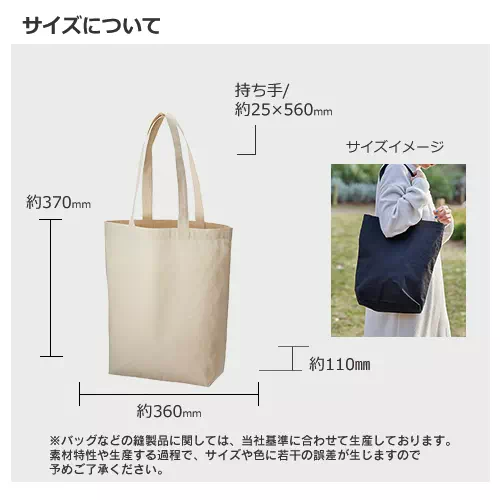 サイズについて
持ち手/
約25×560mm
サイズイメージ
約370mm
約110㎜
約360mm
※バッグなどの縫製品に関しては、当社基準に合わせて生産しております。
素材特性や生産する過程で、サイズや色に若干の誤差が生じますので
予めご了承ください。